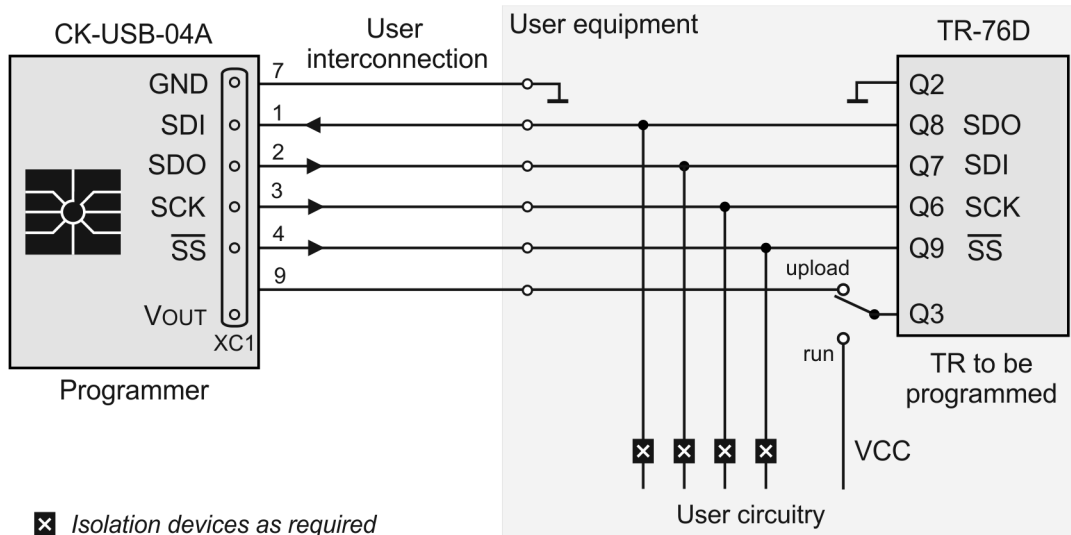 CK-USB-04A
User
interconnection
User equipment
TR-76D
GND
7
Q2
SDI
1
Q8 SDO
SDO
2
Q7 SDI
SCK
3
Q6 SCK
SS
4
Q9 SS
9
upload
VOUT
Q3
XC1
run
Programmer
TR to be
programmed
VCC
User circuitry
Isolation devices as required